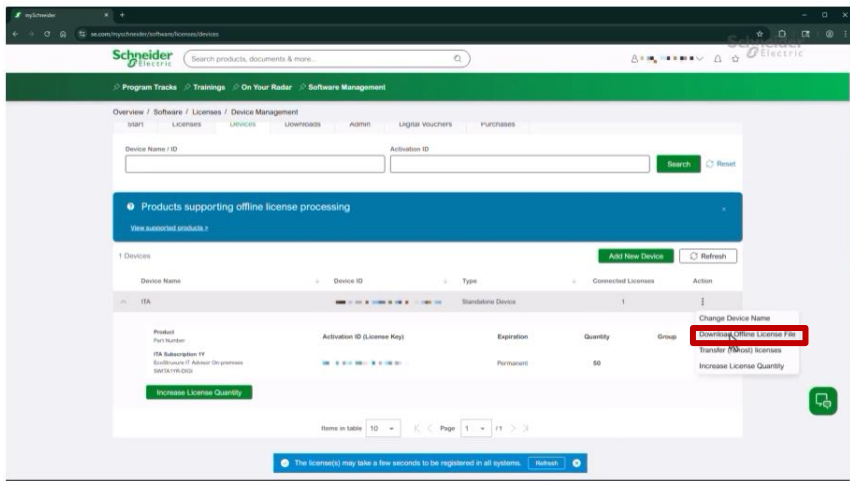 mySchneider
se.com/myschneider/software/licenses/devices
Schneider
Electric
Search products, documents & more...
Schneider
Electric
Program Tracks Trainings On Your Radar Software Management
Overview / Software / Licenses / Device Management
Start Licenses Devices Downloads Admin Digital Vouchers Purchases
Device Name / ID Activation ID
Search Reset
Products supporting offline license processing
View supported products >
1 Devices Add New Device Refresh
Device Name Device ID Type Connected Licenses Action
ITA Standalone Device 1
Change Device Name
Download Offline License File
Transfer (rehost) licenses
Increase License Quantity
Product
Part Number
Activation ID (License Key) Expiration Quantity Group
ITA Subscription 1Y
EcoStruxure IT Advisor On-premises
SWITA1YR-DIGI
Permanent 50
Increase License Quantity
Items in table 10 Page 1 / 1
The license(s) may take a few seconds to be registered in all systems. Refresh